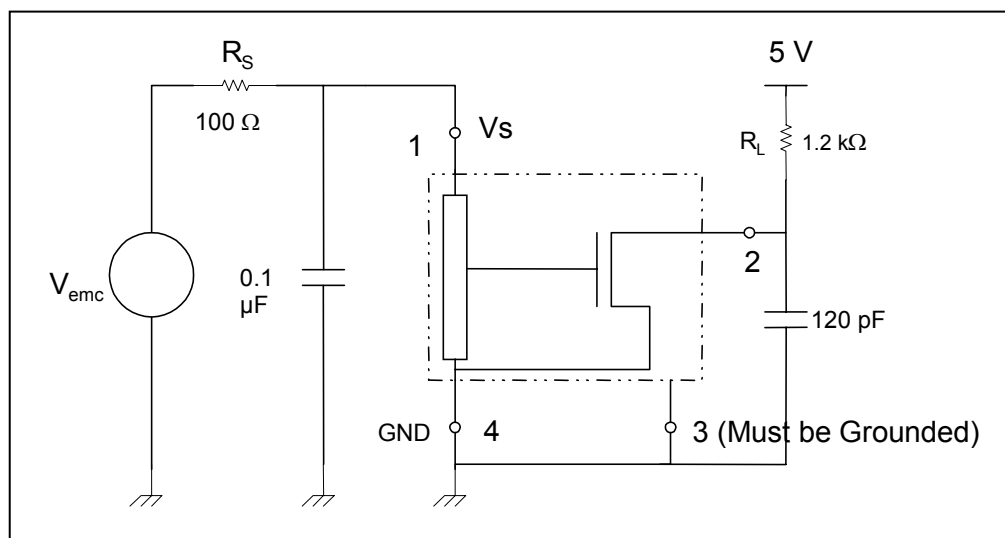 R_S
100 Ω
5 V
1
Vs
R_L
1.2 kΩ
V_emc
0.1
µF
2
120 pF
GND
4
3 (Must be Grounded)